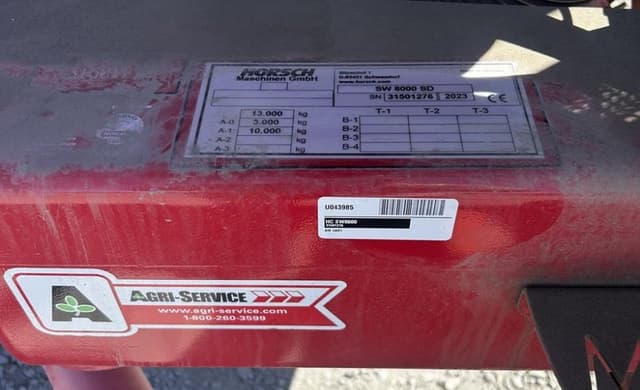 HORSCH
Maschinen GmbH
www.horsch.com
SW 8000 SD
SN 31501276 2023 CE
T-1 T-2 T-3
13.000 kg
A-0 3.000 kg
A-1 10.000 kg
A-2 kg
A-3 kg
B-1
B-2
B-3
B-4
U043985
HC SW8000
31501276
AGRI-SERVICE
www.agri-service.com
1-800-260-3599